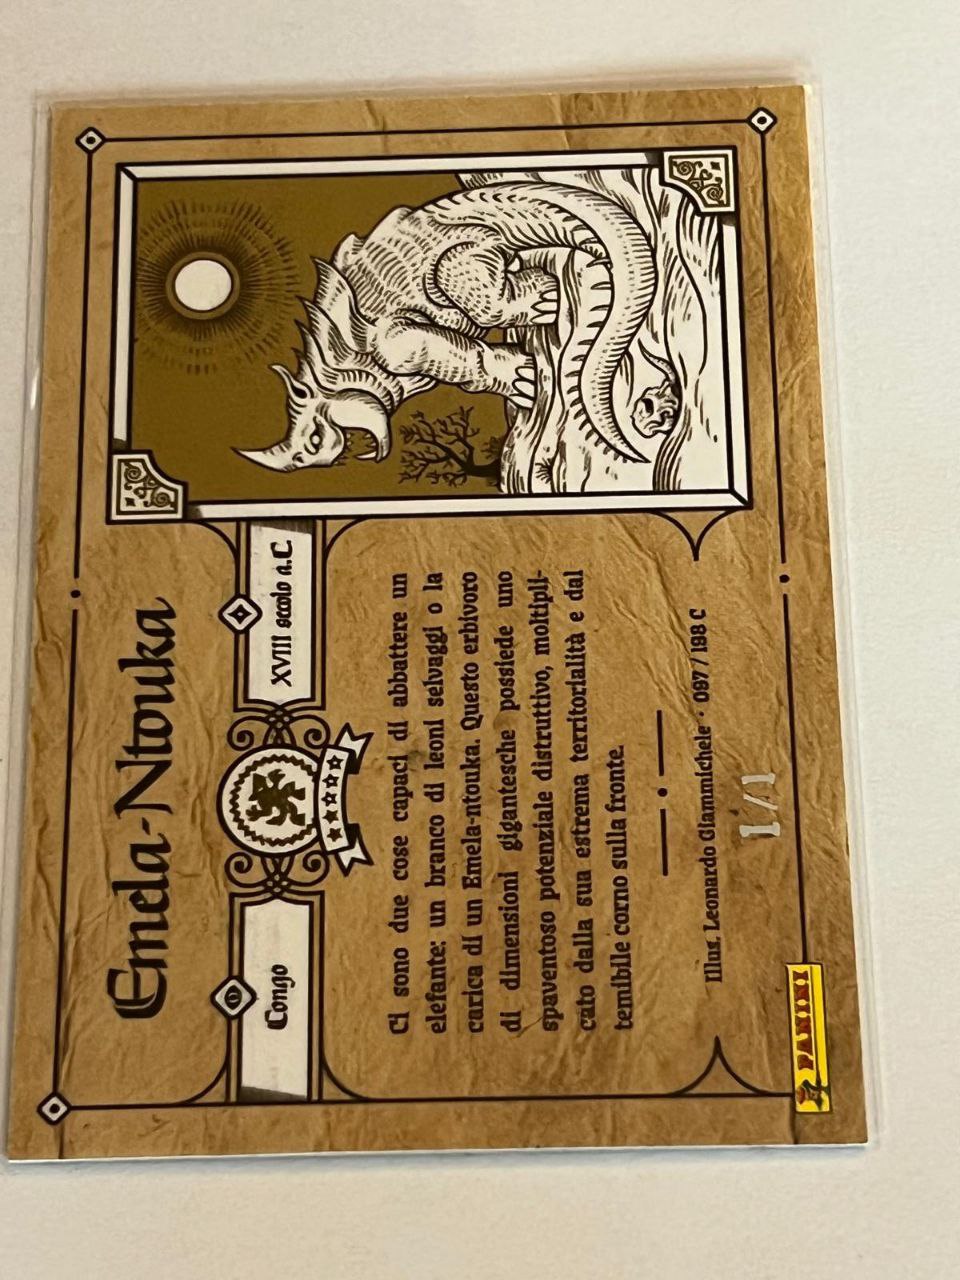 Emela-Ntouka
Congo
XVIII secolo a.C
Ci sono due cose capaci di abbattere un
elefante: un branco di leoni selvaggi o la
carica di un Emela-ntouka. Questo erbivoro
di dimensioni gigantesche possiede uno
spaventoso potenziale distruttivo, moltipli-
cato dalla sua estrema territorialità e dal
temibile corno sulla fronte.
Illus. Leonardo Giammichele • 097 / 198 C
1/1
PANINI